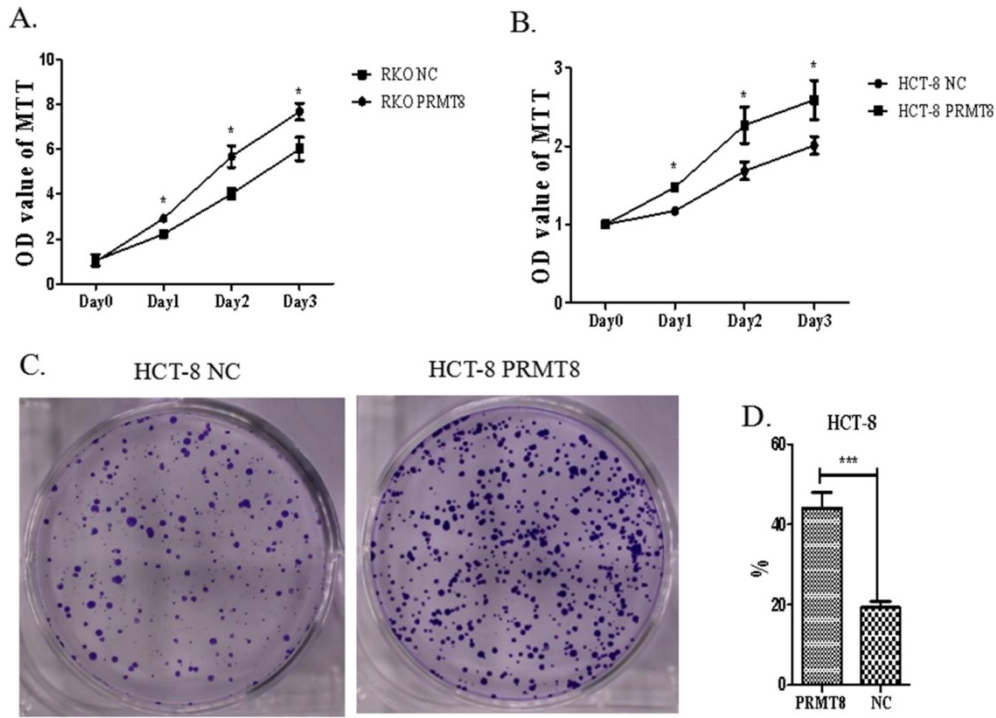 A.
OD value of MTT
10
8
6
4
2
0
* * *
Day0 Day1 Day2 Day3
RKO NC
RKO PRMT8
B.
OD value of MTT
3
2
1
0
* * *
Day0 Day1 Day2 Day3
HCT-8 NC
HCT-8 PRMT8
C.
HCT-8 NC
HCT-8 PRMT8
D.
HCT-8
%
60
40
20
0
***
PRMT8 NC